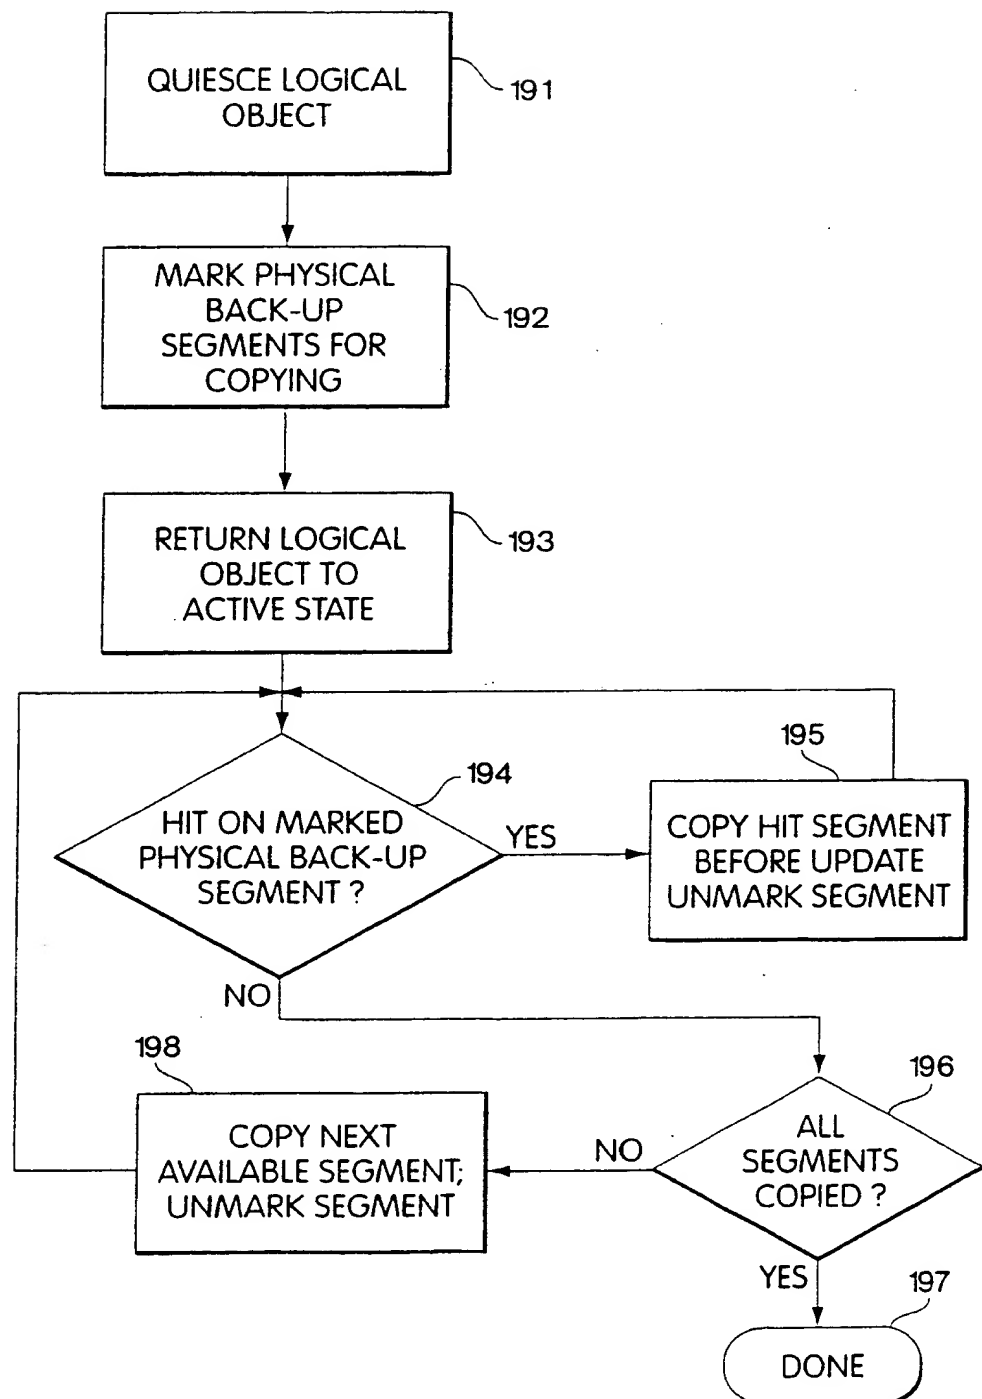 QUIESCE LOGICAL
OBJECT
191
MARK PHYSICAL
BACK-UP
SEGMENTS FOR
COPYING
192
RETURN LOGICAL
OBJECT TO
ACTIVE STATE
193
194
HIT ON MARKED
PHYSICAL BACK-UP
SEGMENT ?
YES
195
COPY HIT SEGMENT
BEFORE UPDATE
UNMARK SEGMENT
NO
198
COPY NEXT
AVAILABLE SEGMENT;
UNMARK SEGMENT
NO
196
ALL
SEGMENTS
COPIED ?
YES
197
DONE